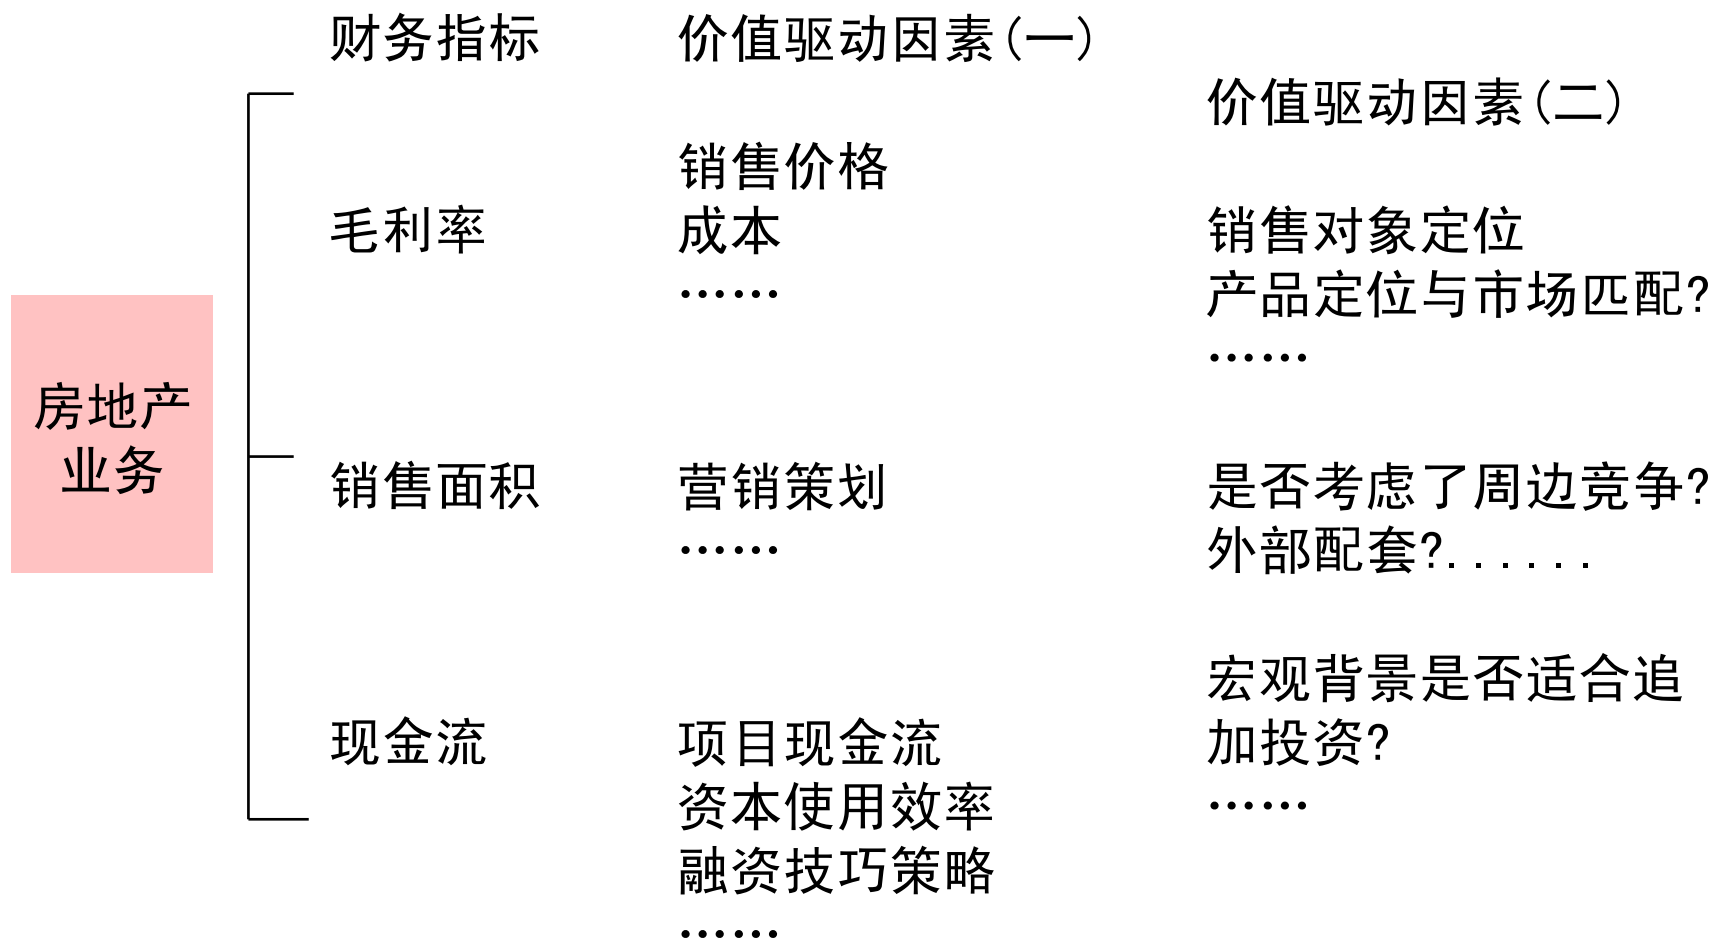 财务指标
价值驱动因素(一)
价值驱动因素(二)
房地产
业务
毛利率
销售价格
成本
……
销售对象定位
产品定位与市场匹配?
……
销售面积
营销策划
……
是否考虑了周边竞争?
外部配套?......
现金流
项目现金流
资本使用效率
融资技巧策略
……
宏观背景是否适合追
加投资?
……